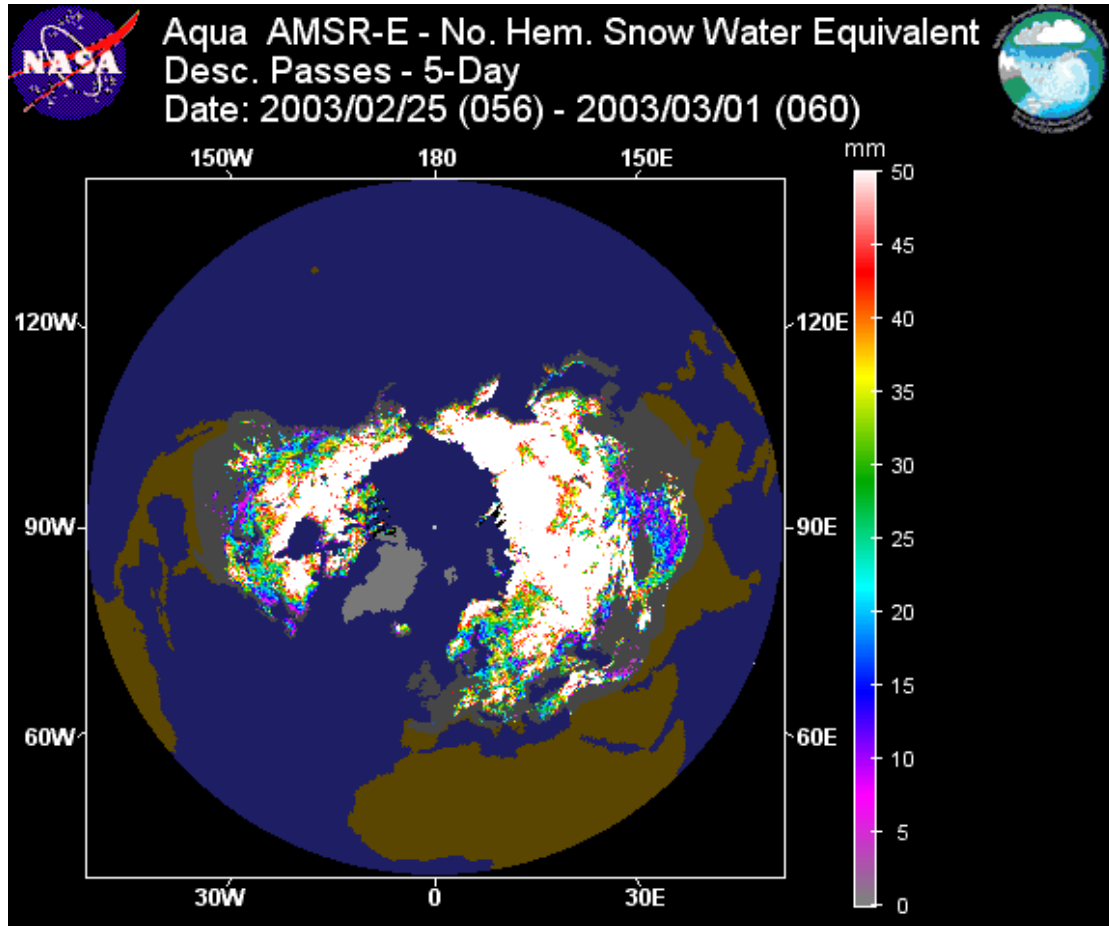 NASA
Aqua AMSR-E - No. Hem. Snow Water Equivalent
Desc. Passes - 5-Day
Date: 2003/02/25 (056) - 2003/03/01 (060)
150W 180 150E
mm
50
45
120W 120E
40
35
30
90W 90E
25
20
15
60W 60E
10
5
0
30W 0 30E